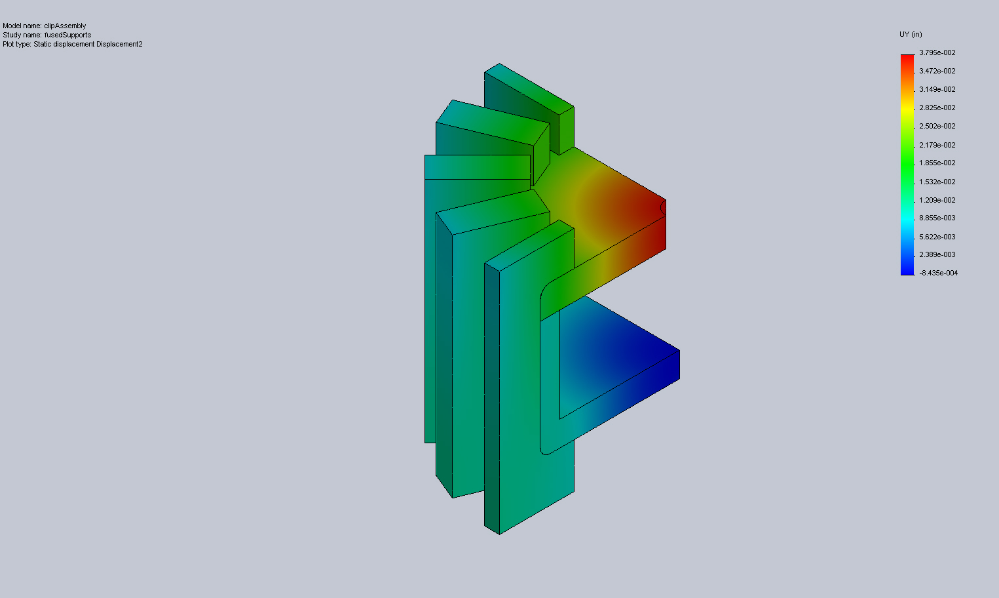 Model name: clipAssembly
Study name: fusedSupports
Plot type: Static displacement Displacement2
UY (in)
3.795e-002
3.472e-002
3.149e-002
2.825e-002
2.502e-002
2.179e-002
1.855e-002
1.532e-002
1.209e-002
8.855e-003
5.622e-003
2.389e-003
-8.435e-004